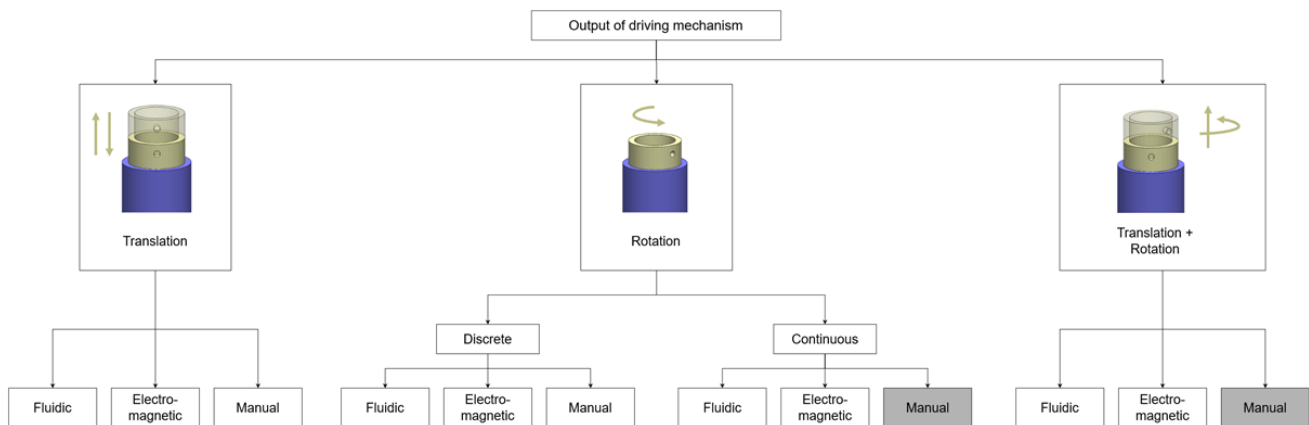 Output of driving mechanism
Translation
Rotation
Translation +
Rotation
Discrete
Continuous
Fluidic
Electro-
magnetic
Manual
Fluidic
Electro-
magnetic
Manual
Fluidic
Electro-
magnetic
Manual
Fluidic
Electro-
magnetic
Manual